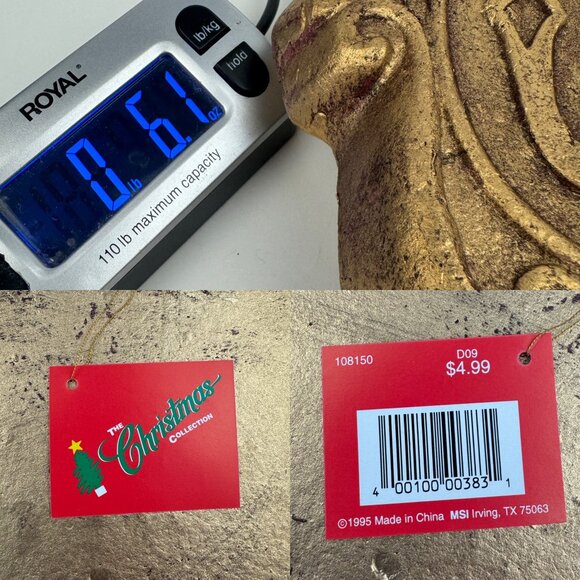 lb/kg
hold
ROYAL®
0 lb 6.1 oz
110 lb maximum capacity
THE
Christmas
COLLECTION
108150
D09
$4.99
4 00100 00383 1
©1995 Made in China MSI Irving, TX 75063